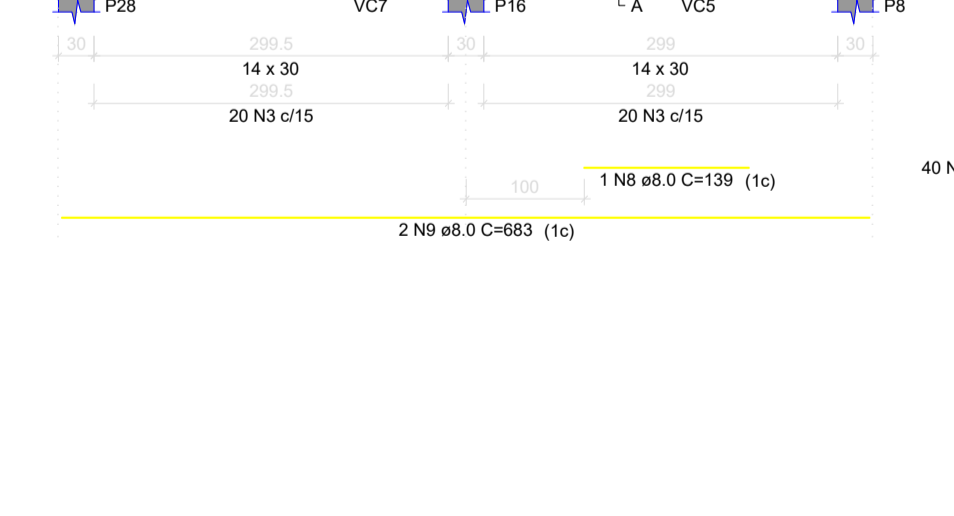 P28 VC7 P16 A VC5 P8
30 299.5 30 299 30
14 x 30 14 x 30
299.5 299
20 N3 c/15 20 N3 c/15
40 N
1 N8 ø8.0 C=139 (1c)
100
2 N9 ø8.0 C=683 (1c)